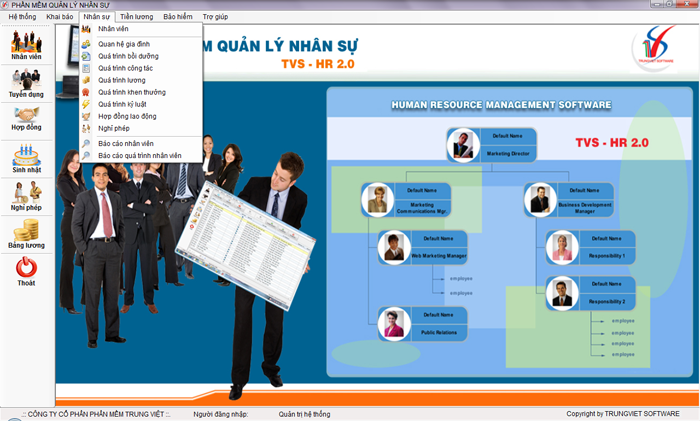 PHẦN MỀM QUẢN LÝ NHÂN SỰ
Hệ thống Khai báo Nhân sự Tiền lương Bảo hiểm Trợ giúp
Nhân viên
Quan hệ gia đình
Quá trình bồi dưỡng
Quá trình công tác
Quá trình lương
Quá trình khen thưởng
Quá trình kỷ luật
Hợp đồng lao động
Nghỉ phép
Báo cáo nhân viên
Báo cáo quá trình nhân viên
Nhân viên
Tuyển dụng
Hợp đồng
Sinh nhật
Nghỉ phép
Bảng lương
Thoát
ỀM QUẢN LÝ NHÂN SỰ
TVS - HR 2.0
TRUNGVIET SOFTWARE
HUMAN RESOURCE MANAGEMENT SOFTWARE
TVS - HR 2.0
Default Name
Marketing Director
Default Name
Marketing
Communications Mgr.
Default Name
Business Development
Manager
Default Name
Web Marketing Manager
employee
employee
Default Name
Public Relations
Default Name
Responsibility 1
Default Name
Responsibility 2
employee
employee
employee
employee
.:: CÔNG TY CỔ PHẦN PHẦN MỀM TRUNG VIỆT ::. Người đăng nhập: Quản trị hệ thống Copyright by TRUNGVIET SOFTWARE